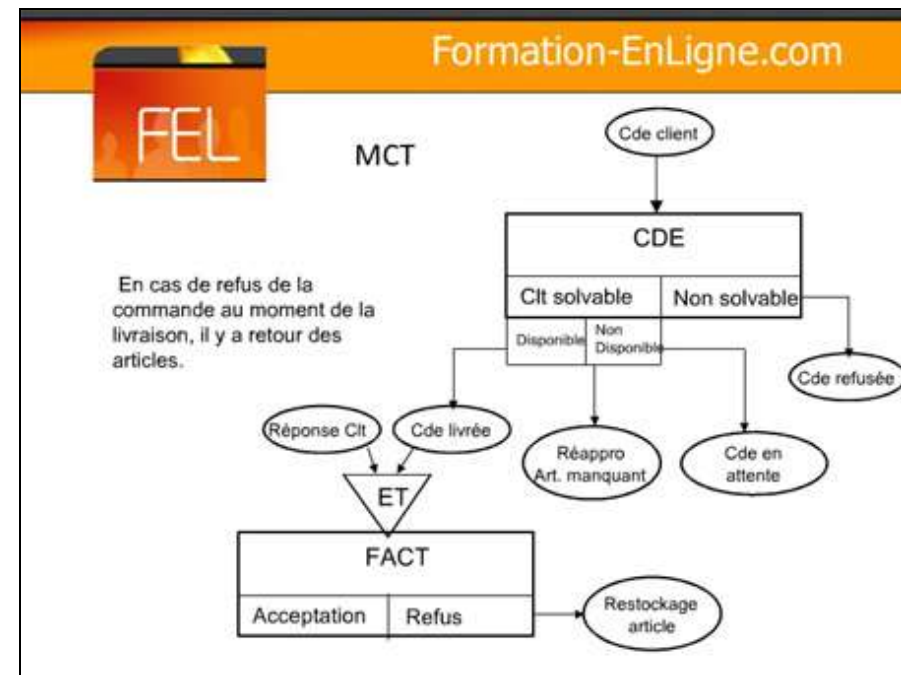 Formation-EnLigne.com
FEL
MCT
Cde client
CDE
En cas de refus de la
commande au moment de la
livraison, il y a retour des
articles.
Clt solvable
Non solvable
Disponible
Non
Disponible
Cde refusée
Réponse Clt
Cde livrée
Réappro
Art. manquant
Cde en
attente
ET
FACT
Acceptation
Refus
Restockage
article